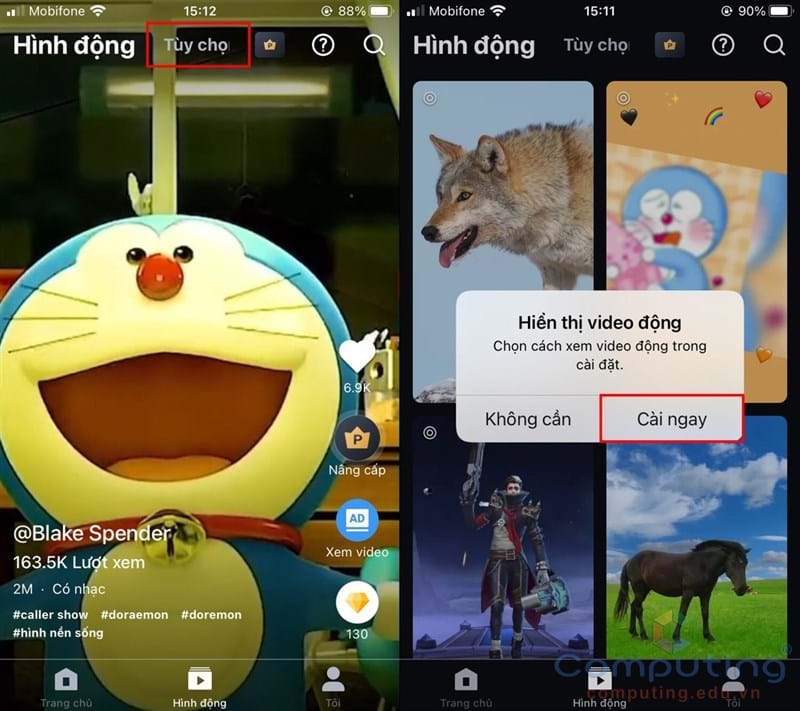 Mobifone
15:12
88%
Hình động
Tùy chọ
P
6.9K
P
Nâng cấp
AD
Xem video
@Blake Spender
163.5K Lượt xem
2M · Có nhạc
#caller show #doraemon #doremon
#hình nền sống
130
Trang chủ
Hình động
Tôi
Mobifone
15:11
90%
Hình động
Tùy chọ
Hiển thị video động
Chọn cách xem video động trong
cài đặt.
Không cần
Cài ngay
Computing
computing.edu.vn
Trang chủ
Hình động
Tôi